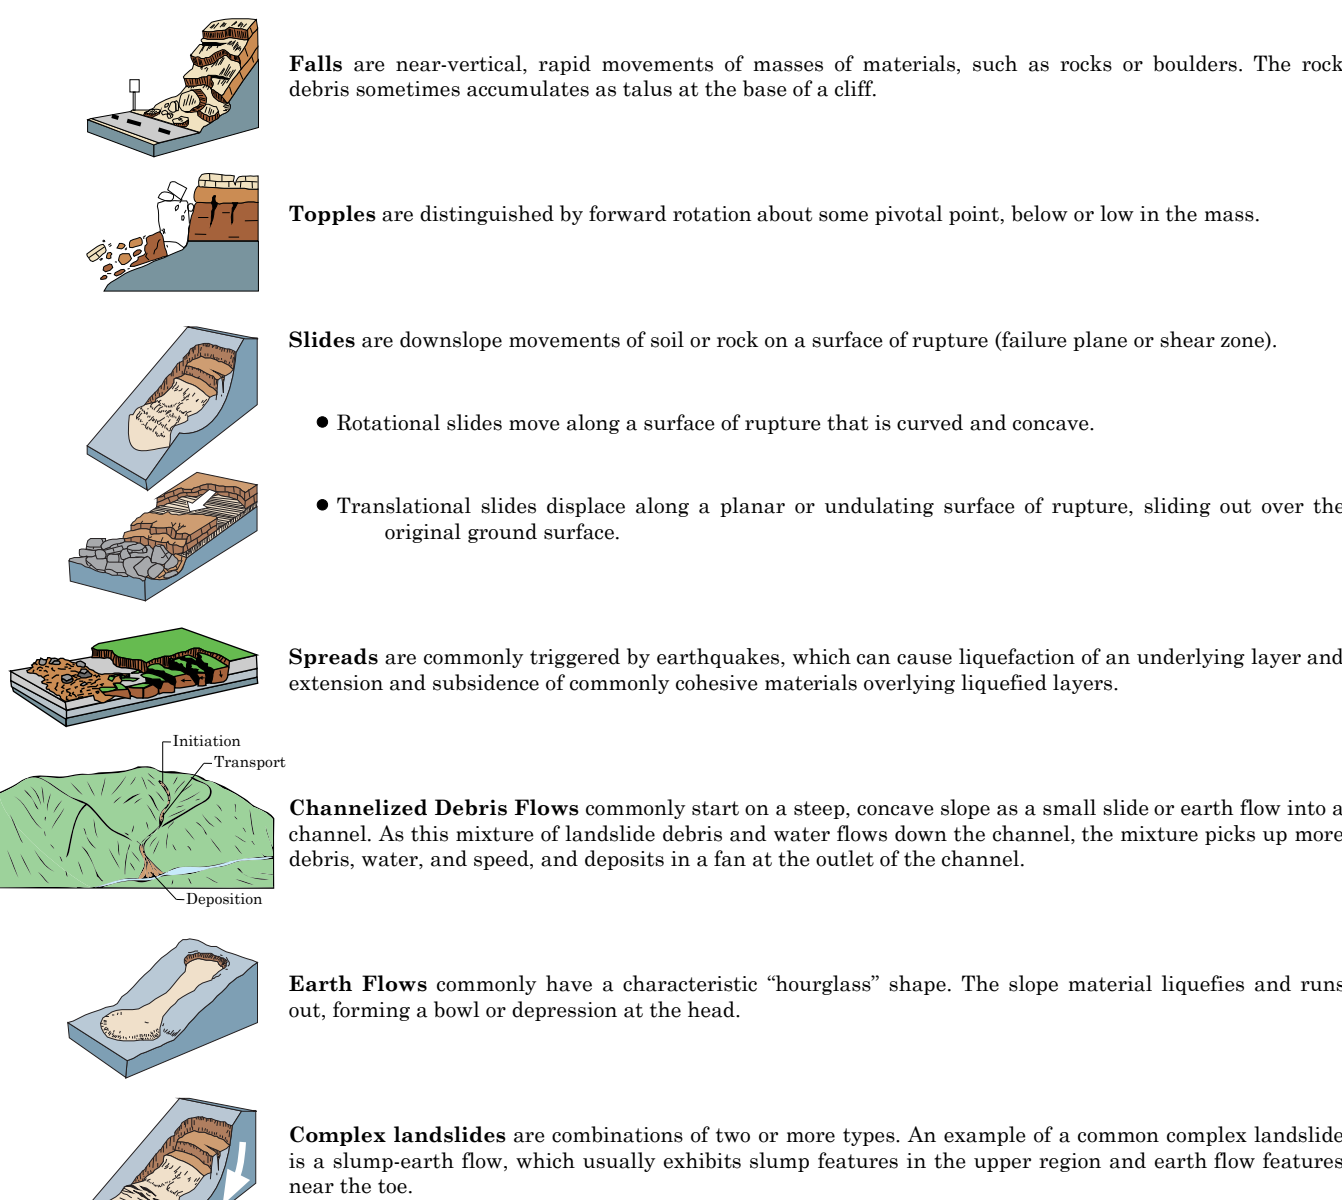 Falls are near-vertical, rapid movements of masses of materials, such as rocks or boulders. The rock
debris sometimes accumulates as talus at the base of a cliff.
Topples are distinguished by forward rotation about some pivotal point, below or low in the mass.
Slides are downslope movements of soil or rock on a surface of rupture (failure plane or shear zone).
● Rotational slides move along a surface of rupture that is curved and concave.
● Translational slides displace along a planar or undulating surface of rupture, sliding out over the
original ground surface.
Spreads are commonly triggered by earthquakes, which can cause liquefaction of an underlying layer and
extension and subsidence of commonly cohesive materials overlying liquefied layers.
Initiation
Transport
Channelized Debris Flows commonly start on a steep, concave slope as a small slide or earth flow into a
channel. As this mixture of landslide debris and water flows down the channel, the mixture picks up more
debris, water, and speed, and deposits in a fan at the outlet of the channel.
Deposition
Earth Flows commonly have a characteristic “hourglass” shape. The slope material liquefies and runs
out, forming a bowl or depression at the head.
Complex landslides are combinations of two or more types. An example of a common complex landslide
is a slump-earth flow, which usually exhibits slump features in the upper region and earth flow features
near the toe.